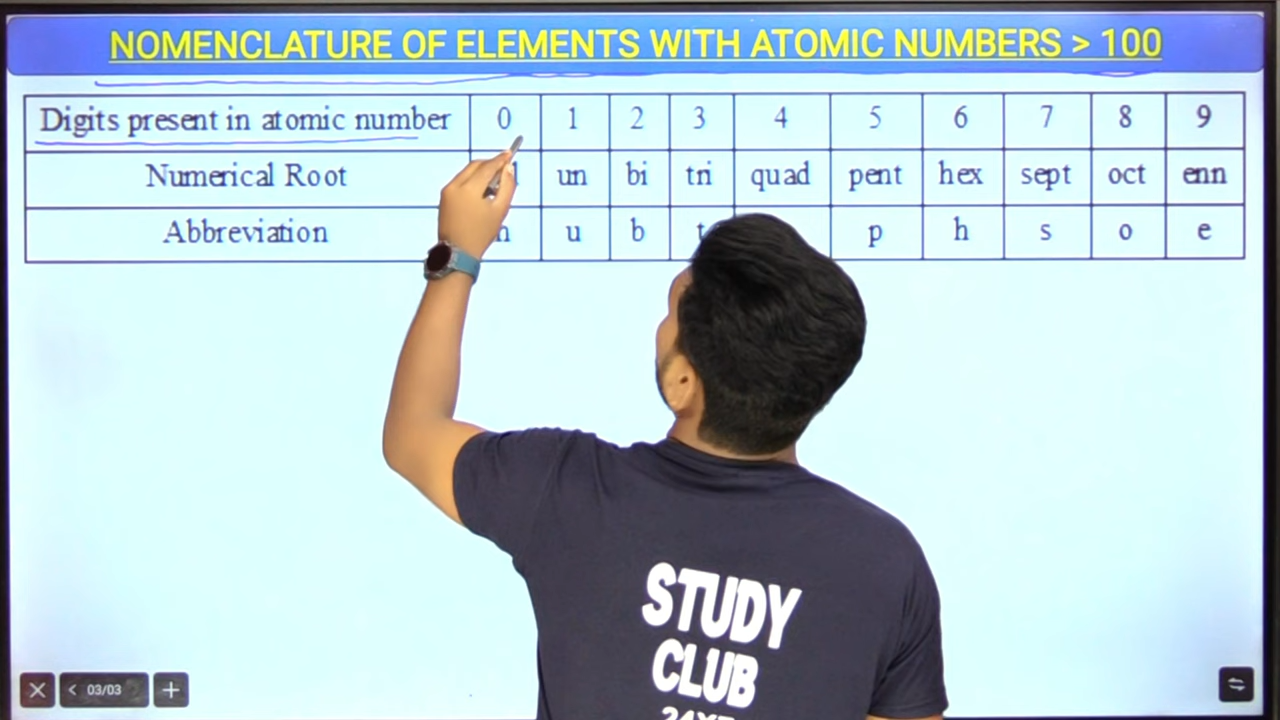 NOMENCLATURE OF ELEMENTS WITH ATOMIC NUMBERS > 100
Digits present in atomic number 0 1 2 3 4 5 6 7 8 9
Numerical Root un bi tri quad pent hex sept oct enn
Abbreviation n u b t p h s o e
STUDY
CLUB
03/03